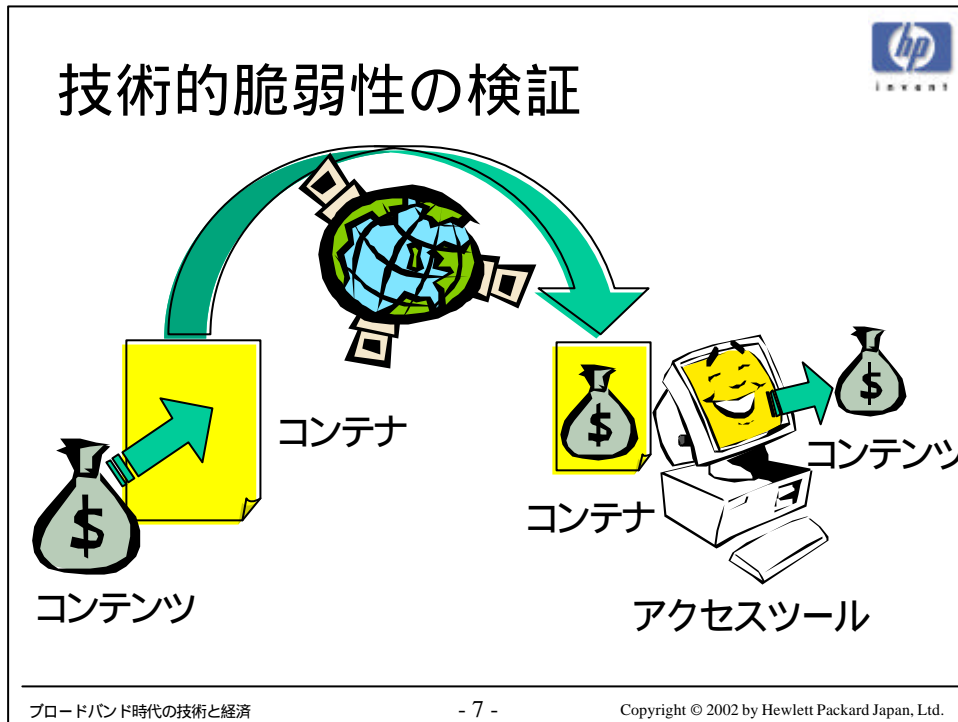 技術的脆弱性の検証
hp
invent
コンテナ
$
コンテンツ
$
コンテナ
$
コンテンツ
アクセスツール
ブロードバンド時代の技術と経済
- 7 -
Copyright © 2002 by Hewlett Packard Japan, Ltd.